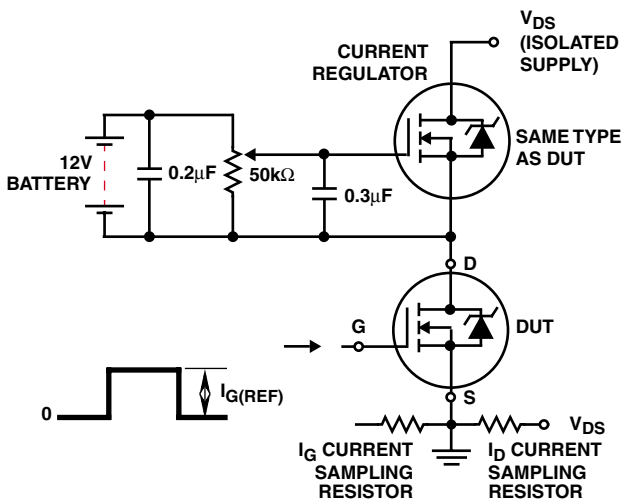 V_DS
(ISOLATED
SUPPLY)
CURRENT
REGULATOR
SAME TYPE
AS DUT
12V
BATTERY
0.2μF
50kΩ
0.3μF
D
DUT
G
I_G(REF)
0
S
V_DS
I_G CURRENT
SAMPLING
RESISTOR
I_D CURRENT
SAMPLING
RESISTOR